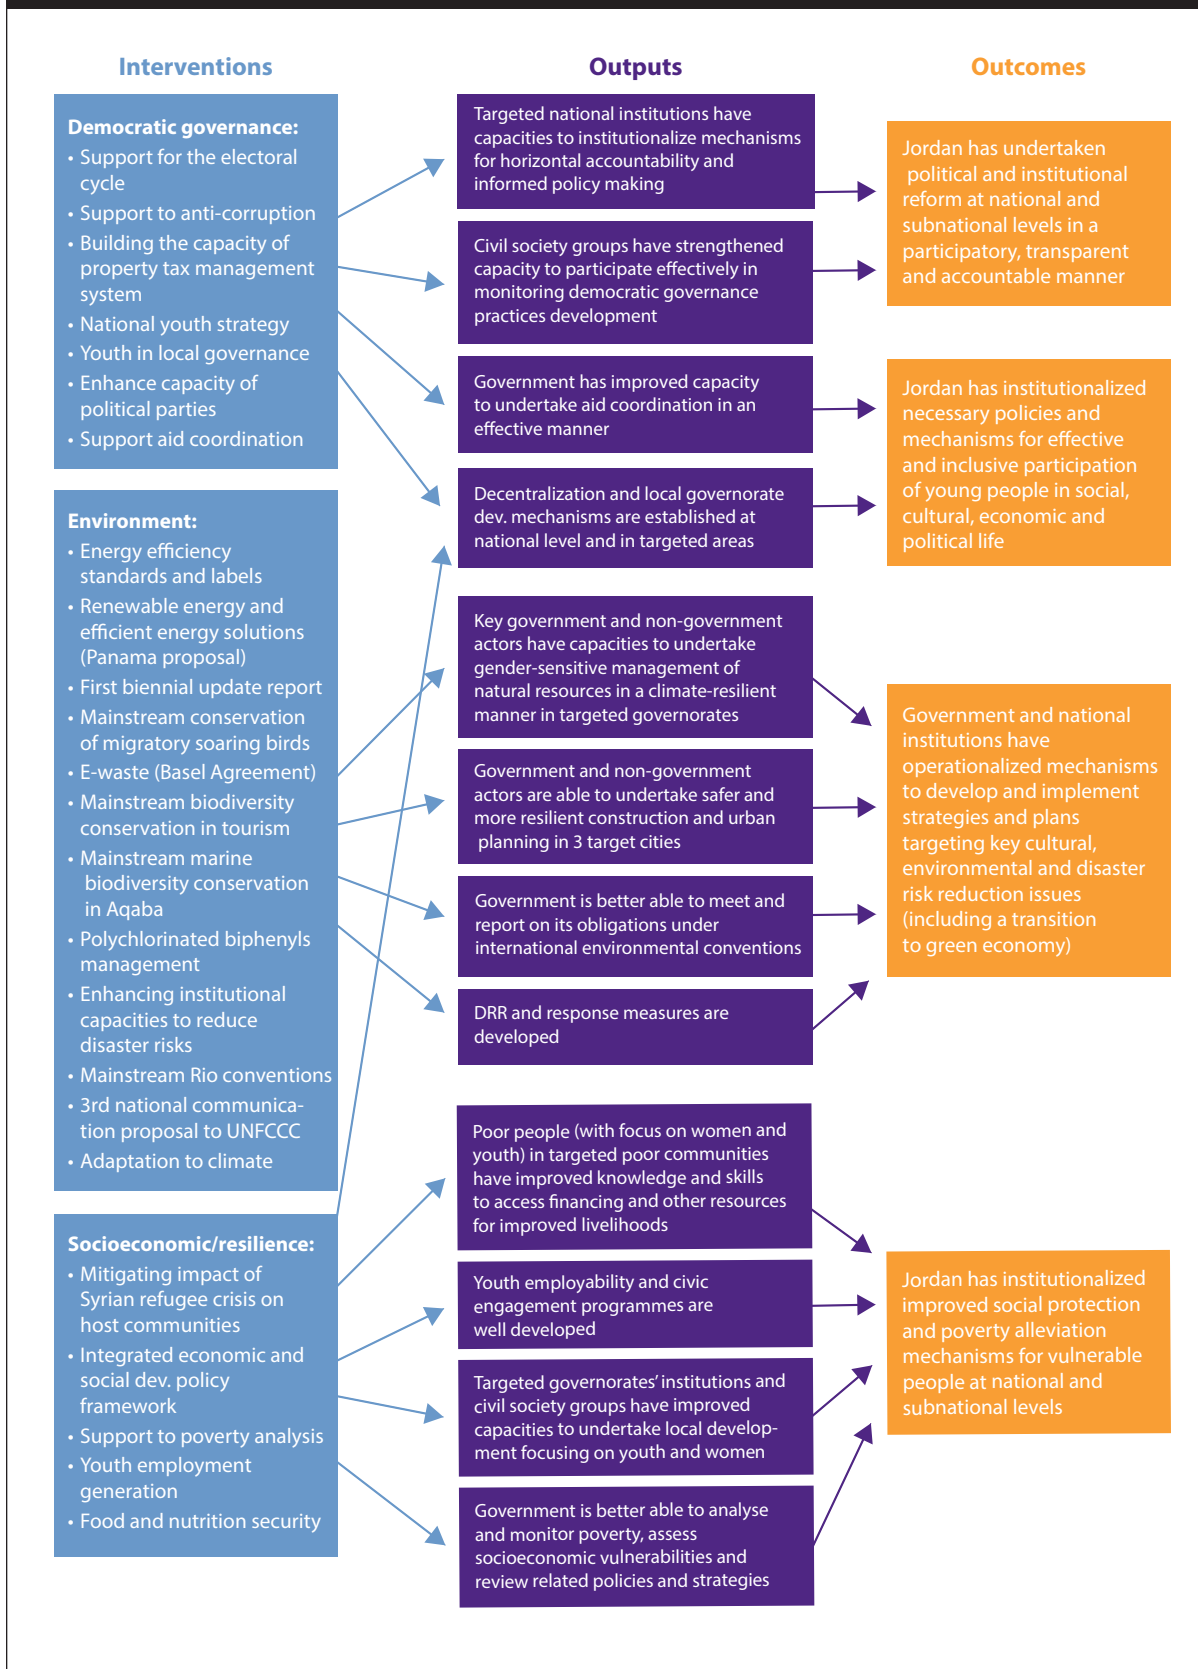 Interventions
Democratic governance:
• Support for the electoral
cycle
• Support to anti-corruption
• Building the capacity of
property tax management
system
• National youth strategy
• Youth in local governance
• Enhance capacity of
political parties
• Support aid coordination
Environment:
• Energy efficiency
standards and labels
• Renewable energy and
efficient energy solutions
(Panama proposal)
• First biennial update report
• Mainstream conservation
of migratory soaring birds
• E-waste (Basel Agreement)
• Mainstream biodiversity
conservation in tourism
• Mainstream marine
biodiversity conservation
in Aqaba
• Polychlorinated biphenyls
management
• Enhancing institutional
capacities to reduce
disaster risks
• Mainstream Rio conventions
• 3rd national communica-
tion proposal to UNFCCC
• Adaptation to climate
Socioeconomic/resilience:
• Mitigating impact of
Syrian refugee crisis on
host communities
• Integrated economic and
social dev. policy
framework
• Support to poverty analysis
• Youth employment
generation
• Food and nutrition security
Outputs
Targeted national institutions have
capacities to institutionalize mechanisms
for horizontal accountability and
informed policy making
Civil society groups have strengthened
capacity to participate effectively in
monitoring democratic governance
practices development
Government has improved capacity
to undertake aid coordination in an
effective manner
Decentralization and local governorate
dev. mechanisms are established at
national level and in targeted areas
Key government and non-government
actors have capacities to undertake
gender-sensitive management of
natural resources in a climate-resilient
manner in targeted governorates
Government and non-government
actors are able to undertake safer and
more resilient construction and urban
planning in 3 target cities
Government is better able to meet and
report on its obligations under
international environmental conventions
DRR and response measures are
developed
Poor people (with focus on women and
youth) in targeted poor communities
have improved knowledge and skills
to access financing and other resources
for improved livelihoods
Youth employability and civic
engagement programmes are
well developed
Targeted governorates' institutions and
civil society groups have improved
capacities to undertake local develop-
ment focusing on youth and women
Government is better able to analyse
and monitor poverty, assess
socioeconomic vulnerabilities and
review related policies and strategies
Outcomes
Jordan has undertaken
political and institutional
reform at national and
subnational levels in a
participatory, transparent
and accountable manner
Jordan has institutionalized
necessary policies and
mechanisms for effective
and inclusive participation
of young people in social,
cultural, economic and
political life
Government and national
institutions have
operationalized mechanisms
to develop and implement
strategies and plans
targeting key cultural,
environmental and disaster
risk reduction issues
(including a transition
to green economy)
Jordan has institutionalized
improved social protection
and poverty alleviation
mechanisms for vulnerable
people at national and
subnational levels